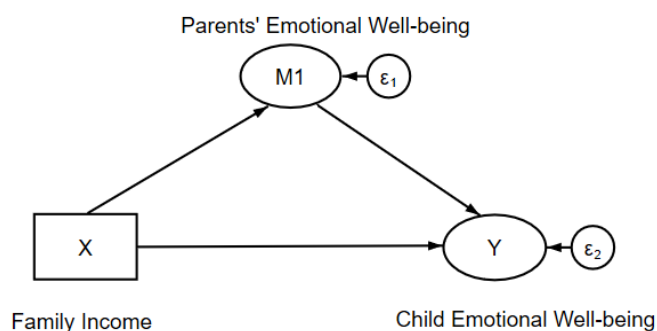 Parents' Emotional Well-being
M1
ε₁
X
Y
ε₂
Family Income
Child Emotional Well-being